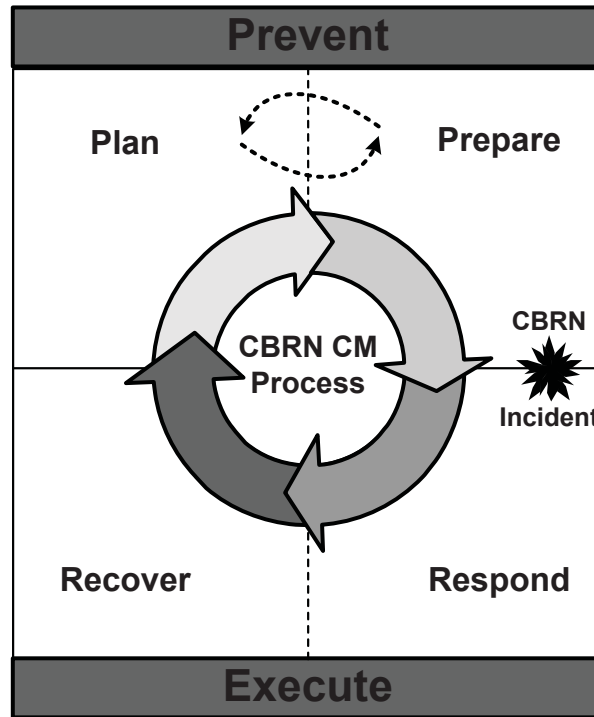 Prevent
Plan
Prepare
CBRN CM
Process
CBRN
Incident
Recover
Respond
Execute